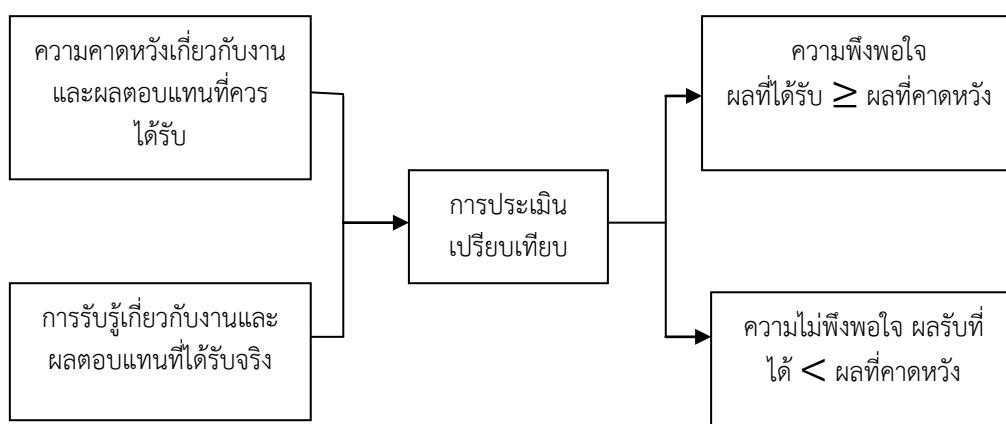 ความคาดหวังเกี่ยวกับงาน
และผลตอบแทนที่ควร
ได้รับ
การรับรู้เกี่ยวกับงานและ
ผลตอบแทนที่ได้รับจริง
การประเมิน
เปรียบเทียบ
ความพึงพอใจ
ผลที่ได้รับ ≥ ผลที่คาดหวัง
ความไม่พึงพอใจ ผลรับที่
ได้ < ผลที่คาดหวัง